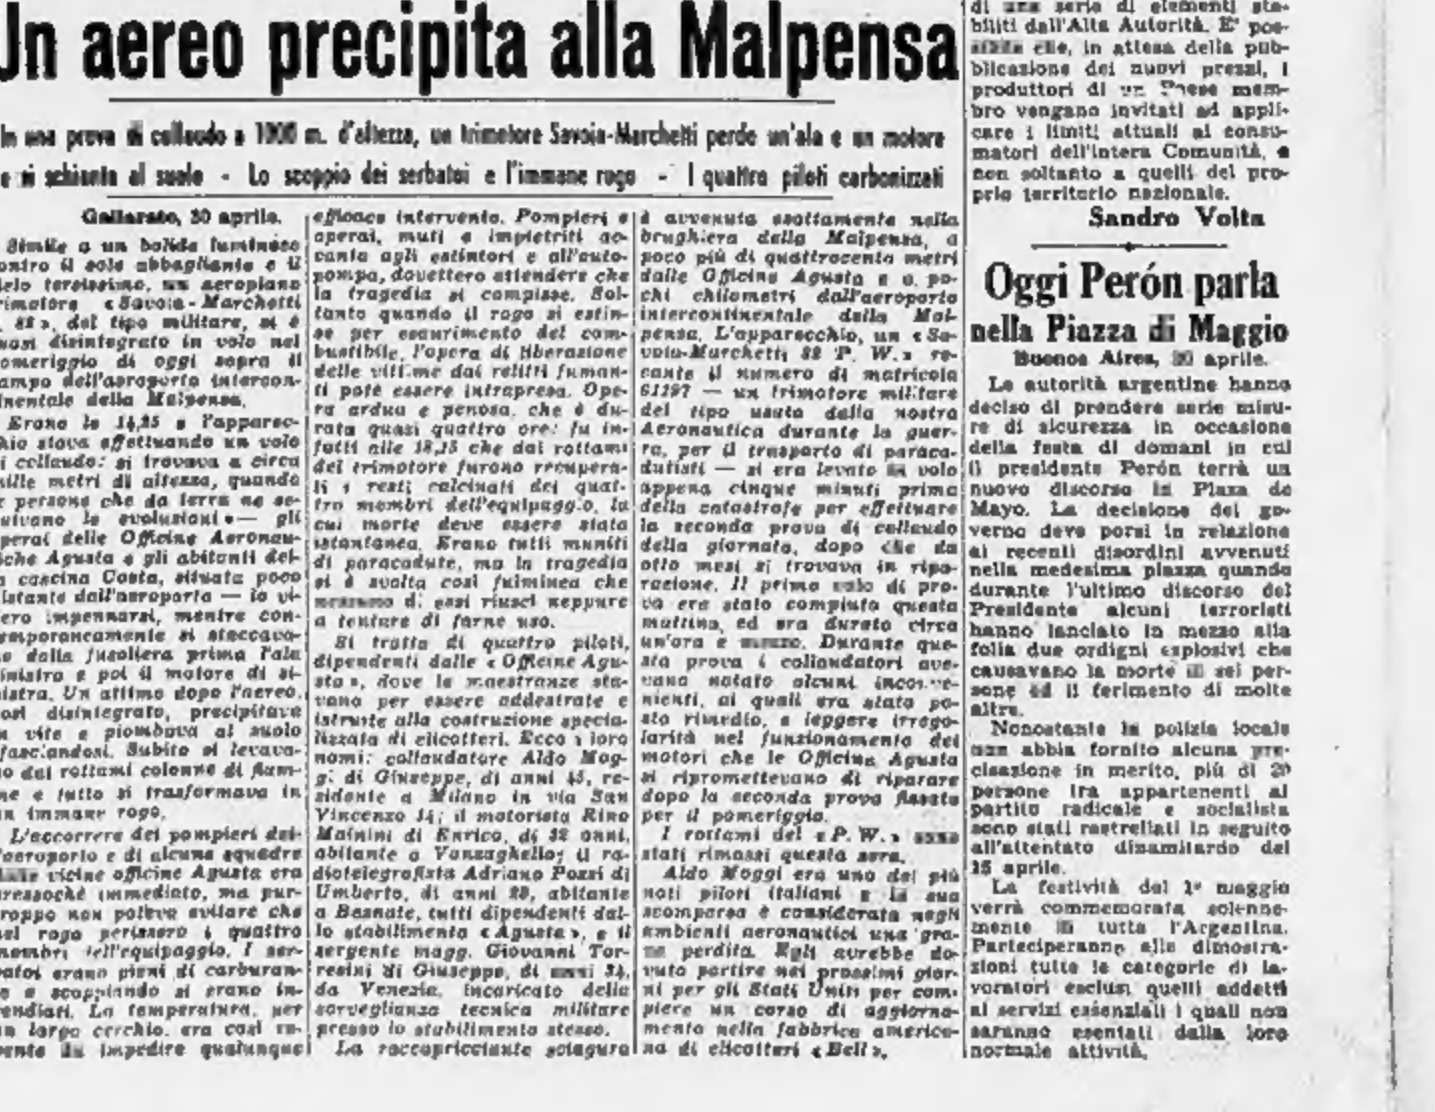 Un aereo precipita alla Malpensa
In una prova di collaudo a 1000 m. d'altezza, un trimotore Savoia-Marchetti perde un'ala e un motore
e si schianta al suolo - Lo scoppio dei serbatoi e l'immane rogo - I quattro piloti carbonizzati
Gallarate, 30 aprile.
Simile a un bolide luminoso
ontro il sole abbagliante e il
ielo tersissimo, un aeroplano
rimotore «Savoia-Marchetti
. 82», del tipo militare, si è
uasi disintegrato in volo nel
omeriggio di oggi sopra il
ampo dell'aeroporto intercon-
inentale della Malpensa.
Erano le 14,25 e l'apparec-
hio stava effettuando un volo
i collaudo: si trovava a circa
ille metri di altezza, quando
e persone che da terra ne se-
uivano le evoluzioni — gli
perai delle Officine Aeronau-
iche Agusta e gli abitanti del-
a cascina Costa, situata poco
istante dall'aeroporto — lo vi-
ero impennarsi, mentre con-
emporaneamente si staccava-
o dalla fusoliera prima l'ala
inistra e poi il motore di si-
istra. Un attimo dopo l'aereo,
osì disintegrato, precipitava
n vite e piombava al suolo
fasciandosi. Subito si levava-
o dai rottami colonne di fiam-
me e tutto si trasformava in
un immane rogo.
L'accorrere dei pompieri del-
l'aeroporto e di alcune squadre
delle vicine officine Agusta era
ressochè immediato, ma pur-
roppo non poteva evitare che
nel rogo perissero i quattro
membri dell'equipaggio. I ser-
batoi erano pieni di carburan-
e e scoppiando si erano in-
endiati. La temperatura, per
un largo cerchio, era così ro-
vente da impedire qualunque
efficace intervento. Pompieri e
operai, muti e impietriti ac-
canto agli estintori e all'auto-
pompa, dovettero attendere che
la tragedia si compisse. Sol-
tanto quando il rogo si estin-
se per esaurimento del com-
bustibile, l'opera di liberazione
delle vittime dai relitti fuman-
ti potè essere intrapresa. Ope-
ra ardua e penosa, che è du-
rata quasi quattro ore: fu in-
fatti alle 18,15 che dai rottami
del trimotore furono recupera-
ti i resti calcinati dei quat-
tro membri dell'equipaggio, la
cui morte deve essere stata
istantanea. Erano tutti muniti
di paracadute, ma la tragedia
si è svolta così fulminea che
nessuno di essi riuscì neppure
a tentare di farne uso.
Si tratta di quattro piloti,
dipendenti dalle «Officine Agu-
sta», dove le maestranze sta-
vano per essere addestrate e
istruite alla costruzione specia-
lizzata di elicotteri. Ecco i loro
nomi: collaudatore Aldo Mog-
gi di Giuseppe, di anni 43, re-
sidente a Milano in via San
Vincenzo 14; il motorista Rino
Mainini di Enrico, di 32 anni,
abitante a Vanzaghello; il ra-
diotelegrafista Adriano Pozzi di
Umberto, di anni 28, abitante
a Besnate, tutti dipendenti dal-
lo stabilimento «Agusta», e il
sergente magg. Giovanni Tor-
resini di Giuseppe, di anni 34,
da Venezia, incaricato della
sorveglianza tecnica militare
presso lo stabilimento stesso.
La raccapricciante sciagura
è avvenuta esattamente nella
brughiera della Malpensa, a
poco più di quattrocento metri
dalle Officine Agusta e a po-
chi chilometri dall'aeroporto
intercontinentale della Mal-
pensa. L'apparecchio, un «Sa-
voia-Marchetti 82 P. W.» re-
cante il numero di matricola
61197 — un trimotore militare
del tipo usato dalla nostra
Aeronautica durante la guer-
ra, per il trasporto di paraca-
dutisti — si era levato in volo
appena cinque minuti prima
della catastrofe per effettuare
la seconda prova di collaudo
della giornata, dopo che da
otto mesi si trovava in ripa-
razione. Il primo volo di pro-
va era stato compiuto questa
mattina, ed era durato circa
un'ora e mezzo. Durante que-
sta prova i collaudatori ave-
vano notato alcuni inconve-
nienti, ai quali era stato po-
sto rimedio, e leggere irrego-
larità nel funzionamento dei
motori che le Officine Agusta
si ripromettevano di riparare
dopo la seconda prova fissata
per il pomeriggio.
I rottami del «P. W.» sono
stati rimossi questa sera.
Aldo Moggi era uno dei più
noti piloti italiani e la sua
scomparsa è considerata negli
ambienti aeronautici una gra-
ve perdita. Egli avrebbe do-
vuto partire nei prossimi gior-
ni per gli Stati Uniti per com-
piere un corso di aggiorna-
mento nella fabbrica america-
na di elicotteri «Bell».
di una serie di elementi sta-
biliti dall'Alta Autorità. E' pos-
sibile che, in attesa della pub-
blicazione dei nuovi prezzi, i
produttori di un Paese mem-
bro vengano invitati ad appli-
care i limiti attuali ai consu-
matori dell'intera Comunità, e
non soltanto a quelli del pro-
prio territorio nazionale.
Sandro Volta
Oggi Perón parla
nella Piazza di Maggio
Buenos Aires, 30 aprile.
Le autorità argentine hanno
deciso di prendere serie misu-
re di sicurezza in occasione
della festa di domani in cui
il presidente Perón terrà un
nuovo discorso in Plaza de
Mayo. La decisione del go-
verno deve porsi in relazione
ai recenti disordini avvenuti
nella medesima piazza quando
durante l'ultimo discorso del
Presidente alcuni terroristi
hanno lanciato in mezzo alla
folla due ordigni esplosivi che
causavano la morte di sei per-
sone ed il ferimento di molte
altre.
Nonostante la polizia locale
non abbia fornito alcuna pre-
cisazione in merito, più di 20
persone tra appartenenti al
partito radicale e socialista
sono stati rastrellati in seguito
all'attentato dinamitardo del
15 aprile.
La festività del 1º maggio
verrà commemorata solenne-
mente in tutta l'Argentina.
Parteciperanno alle dimostra-
zioni tutte le categorie di la-
voratori esclusi quelli addetti
ai servizi essenziali i quali non
saranno esentati dalla loro
normale attività.